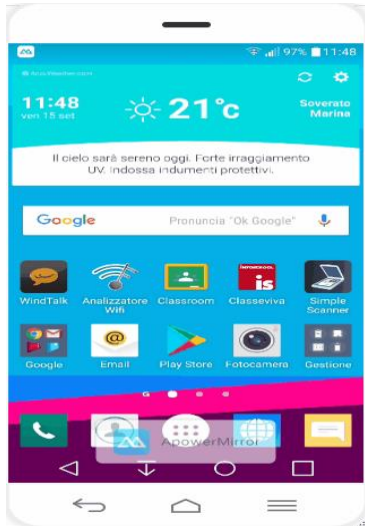 97% 11:48
AccuWeather.com
11:48
ven 15 set
21°c
Soverato
Marina
Il cielo sarà sereno oggi. Forte irraggiamento
UV. Indossa indumenti protettivi.
Google Pronuncia "Ok Google"
INFOSCHOOL
is
WindTalk Analizzatore Classroom Classeviva Simple
Wifi Scanner
Google Email Play Store Fotocamera Gestione
G
ApowerMirror